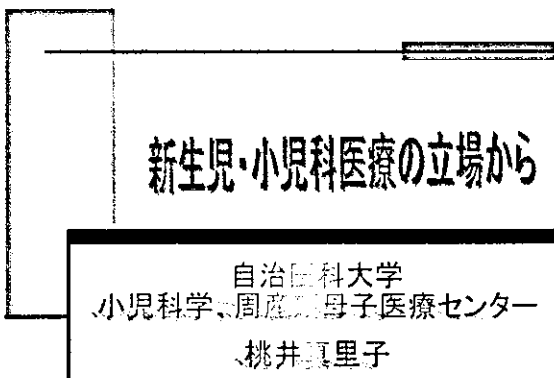 新生児・小児科医療の立場から
自治医科大学
小児科学、周産期母子医療センター
桃井真里子